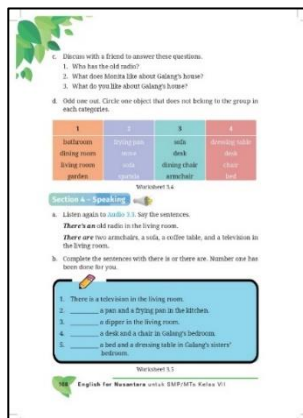 c. Discuss with a friend to answer these questions.
1. Who has the old radio?
2. What does Monita like about Galang's house?
3. What do you like about Galang's house?
d. Odd one out. Circle one object that does not belong to the group in
each categories.
1 2 3 4
bathroom frying pan sofa dressing table
dining room stove desk desk
living room sofa dining chair chair
garden spatula armchair bed
Worksheet 3.4
Section 4 - Speaking
a. Listen again to Audio 3.3. Say the sentences.
There's an old radio in the living room.
There are two armchairs, a sofa, a coffee table, and a television in
the living room.
b. Complete the sentences with there is or there are. Number one has
been done for you.
1. There is a television in the living room.
2. ________ a pan and a frying pan in the kitchen.
3. ________ a dipper in the living room.
4. ________ a desk and a chair in Galang's bedroom.
5. ________ a bed and a dressing table in Galang's sisters'
bedroom.
Worksheet 3.5
168 English for Nusantara untuk SMP/MTs Kelas VII